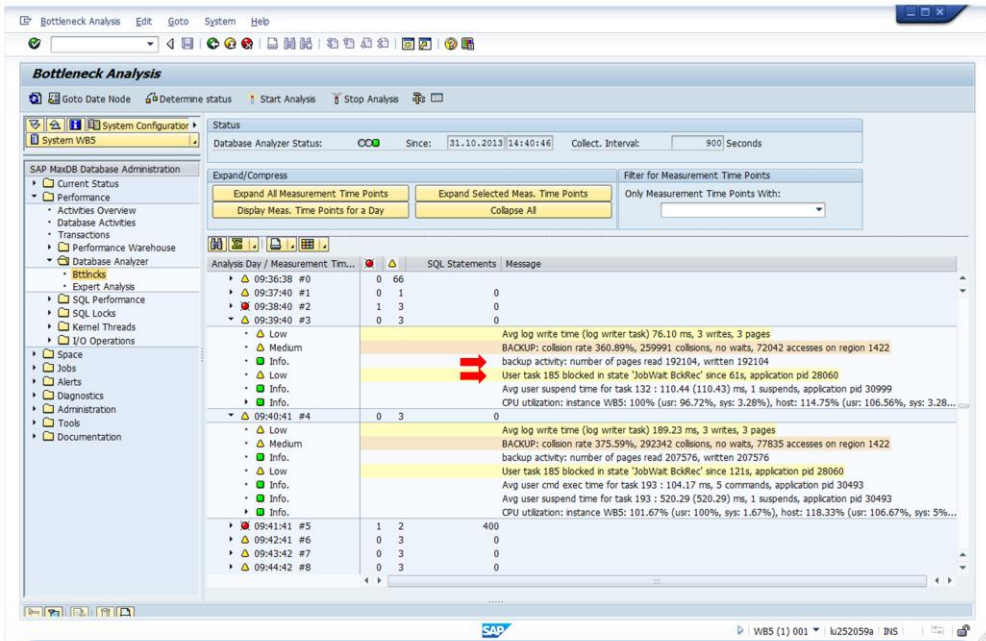 Bottleneck Analysis Edit Goto System Help
Bottleneck Analysis
Goto Date Node Determine status Start Analysis Stop Analysis
System Configuration
System WB5
Status
Database Analyzer Status: Since: 31.10.2013 14:40:46 Collect. Interval: 900 Seconds
SAP MaxDB Database Administration
Current Status
Performance
Activities Overview
Database Activities
Transactions
Performance Warehouse
Database Analyzer
Bttlncks
Expert Analysis
SQL Performance
SQL Locks
Kernel Threads
I/O Operations
Space
Jobs
Alerts
Diagnostics
Administration
Tools
Documentation
Expand/Compress
Expand All Measurement Time Points Expand Selected Meas. Time Points
Display Meas. Time Points for a Day Collapse All
Filter for Measurement Time Points
Only Measurement Time Points With:
Analysis Day / Measurement Tim... SQL Statements Message
09:36:38 #0 0 66
09:37:40 #1 0 1 0
09:38:40 #2 1 3 0
09:39:40 #3 0 3 0
Low Avg log write time (log writer task) 76.10 ms, 3 writes, 3 pages
Medium BACKUP: collision rate 360.89%, 259991 collisions, no waits, 72042 accesses on region 1422
Info. backup activity: number of pages read 192104, written 192104
Low User task 185 blocked in state 'JobWait BckRec' since 61s, application pid 28060
Info. Avg user suspend time for task 132 : 110.44 (110.43) ms, 1 suspends, application pid 30999
Info. CPU utilization: instance WB5: 100% (usr: 96.72%, sys: 3.28%), host: 114.75% (usr: 106.56%, sys: 3.28...
09:40:41 #4 0 3 0
Low Avg log write time (log writer task) 189.23 ms, 3 writes, 3 pages
Medium BACKUP: collision rate 375.59%, 292342 collisions, no waits, 77835 accesses on region 1422
Info. backup activity: number of pages read 207576, written 207576
Low User task 185 blocked in state 'JobWait BckRec' since 121s, application pid 28060
Info. Avg user cmd exec time for task 193 : 104.17 ms, 5 commands, application pid 30493
Info. Avg user suspend time for task 193 : 520.29 (520.29) ms, 1 suspends, application pid 30493
Info. CPU utilization: instance WB5: 101.67% (usr: 100%, sys: 1.67%), host: 118.33% (usr: 106.67%, sys: 5%...
09:41:41 #5 1 2 400
09:42:41 #6 0 3 0
09:43:42 #7 0 3 0
09:44:42 #8 0 3 0
SAP
WB5 (1) 001 lu252059a INS